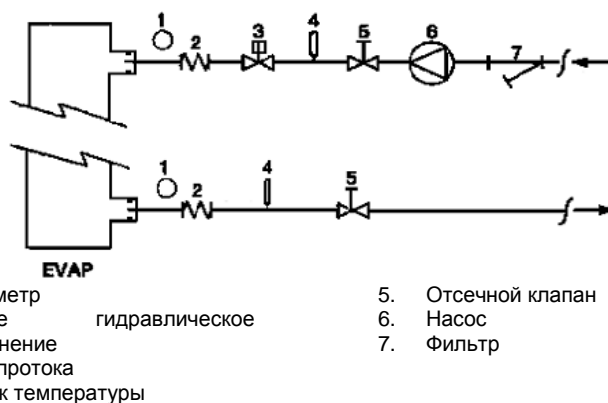 1 2 3 4 5 6 7
1 2 4 5
EVAP
метр
е гидравлическое
нение
протока
к температуры
5. Отсечной клапан
6. Насос
7. Фильтр